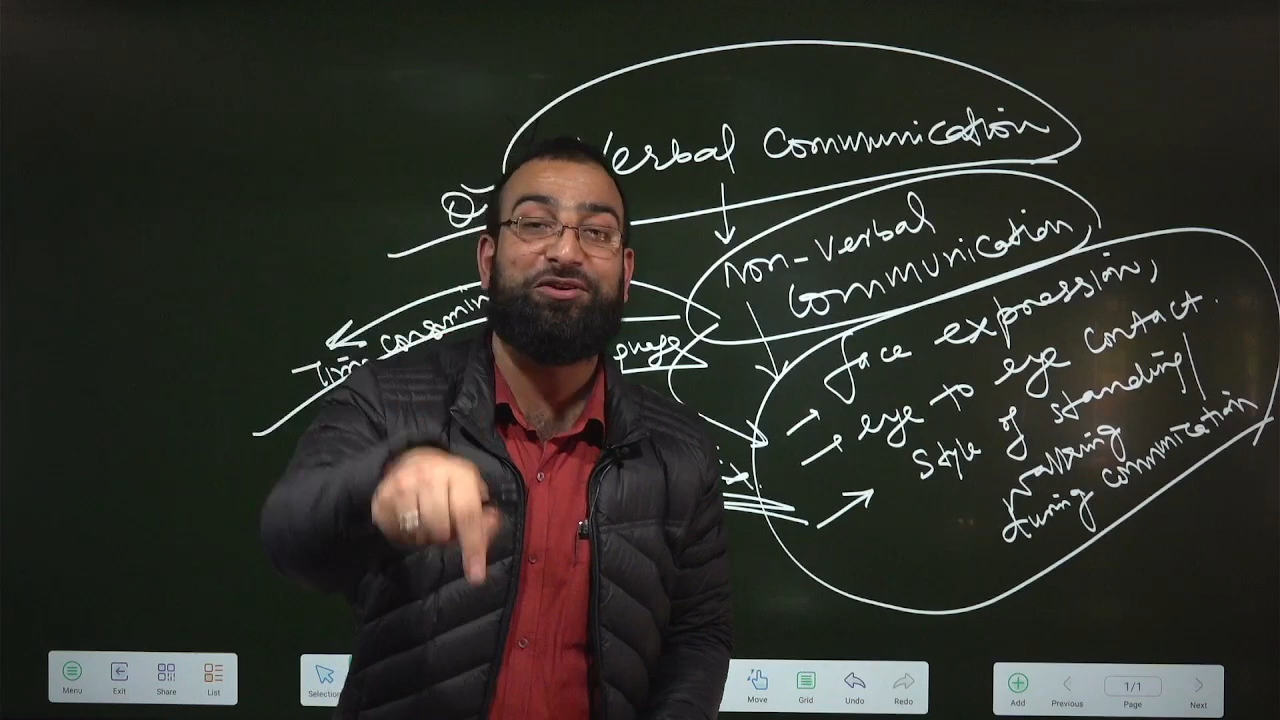 Verbal Communication
Non-Verbal
Communication,
face expression,
eye to eye contact.
Style of standing/
walking
during communication
Menu
Exit
Share
List
Selection
Move
Grid
Undo
Redo
Add
Previous
1/1
Page
Next